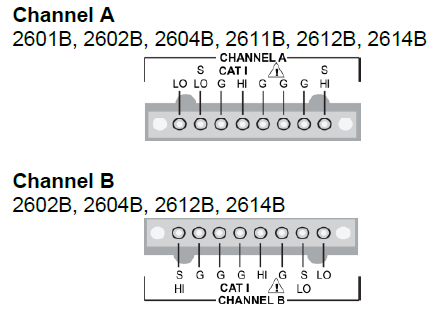 Channel A
2601B, 2602B, 2604B, 2611B, 2612B, 2614B
CHANNEL A
S CAT I S
LO LO G HI G G G HI
Channel B
2602B, 2604B, 2612B, 2614B
S G G G HI G S LO
HI CAT I LO
CHANNEL B